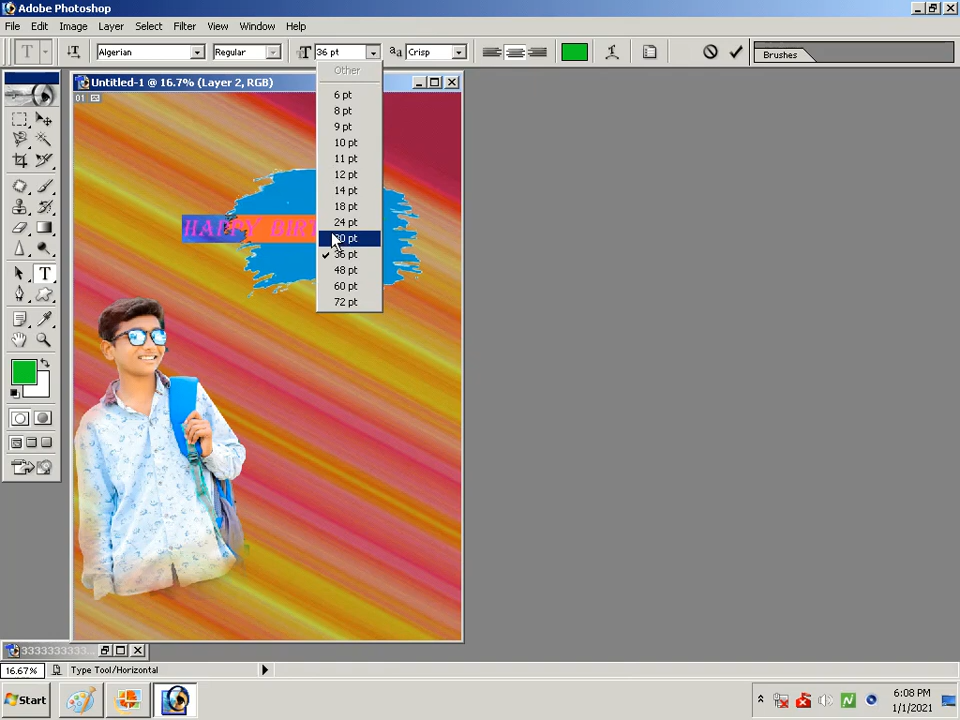 Adobe Photoshop
File Edit Image Layer Select Filter View Window Help
T T Algerian Regular T 36 pt aa Crisp Brushes
Other
Untitled-1 @ 16.7% (Layer 2, RGB)
01
6 pt
8 pt
9 pt
10 pt
11 pt
12 pt
14 pt
18 pt
24 pt
HAPPY BIRT
36 pt
48 pt
60 pt
72 pt
T
33333333333...
16.67% Type Tool/Horizontal
Start
N
6:08 PM
1/1/2021